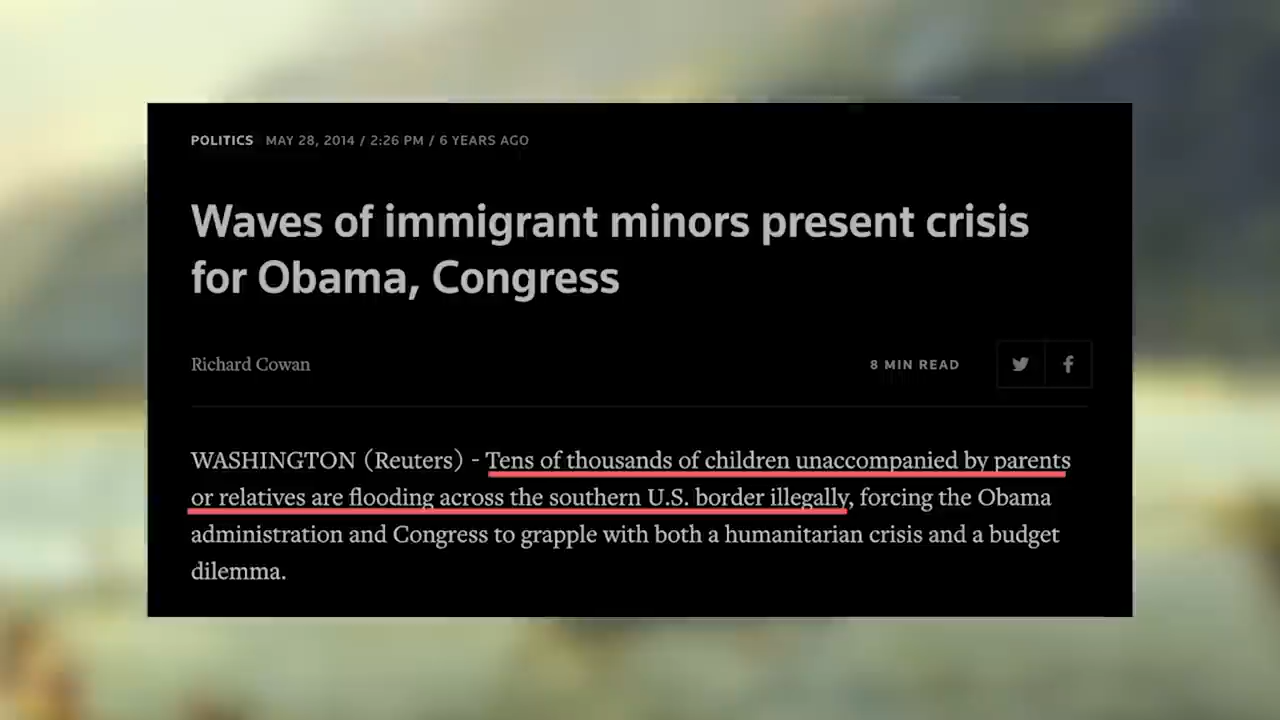 POLITICS MAY 28, 2014 / 2:26 PM / 6 YEARS AGO
Waves of immigrant minors present crisis
for Obama, Congress
Richard Cowan
8 MIN READ
WASHINGTON (Reuters) - Tens of thousands of children unaccompanied by parents
or relatives are flooding across the southern U.S. border illegally, forcing the Obama
administration and Congress to grapple with both a humanitarian crisis and a budget
dilemma.